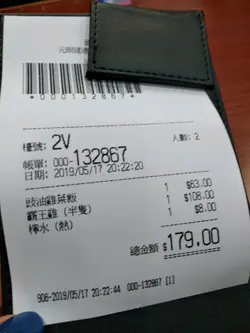 000132867
檯號: 2V 人數: 2
帳單: 000-132867
日期: 2019/05/17 20:22:20
豉油雞菜飯 1 $63.00
霸王雞（半隻） 1 $108.00
檸水（熱） 1 $8.00
總金額 $179.00
906-2019/05/17 20:22:44 000-132867 [1]